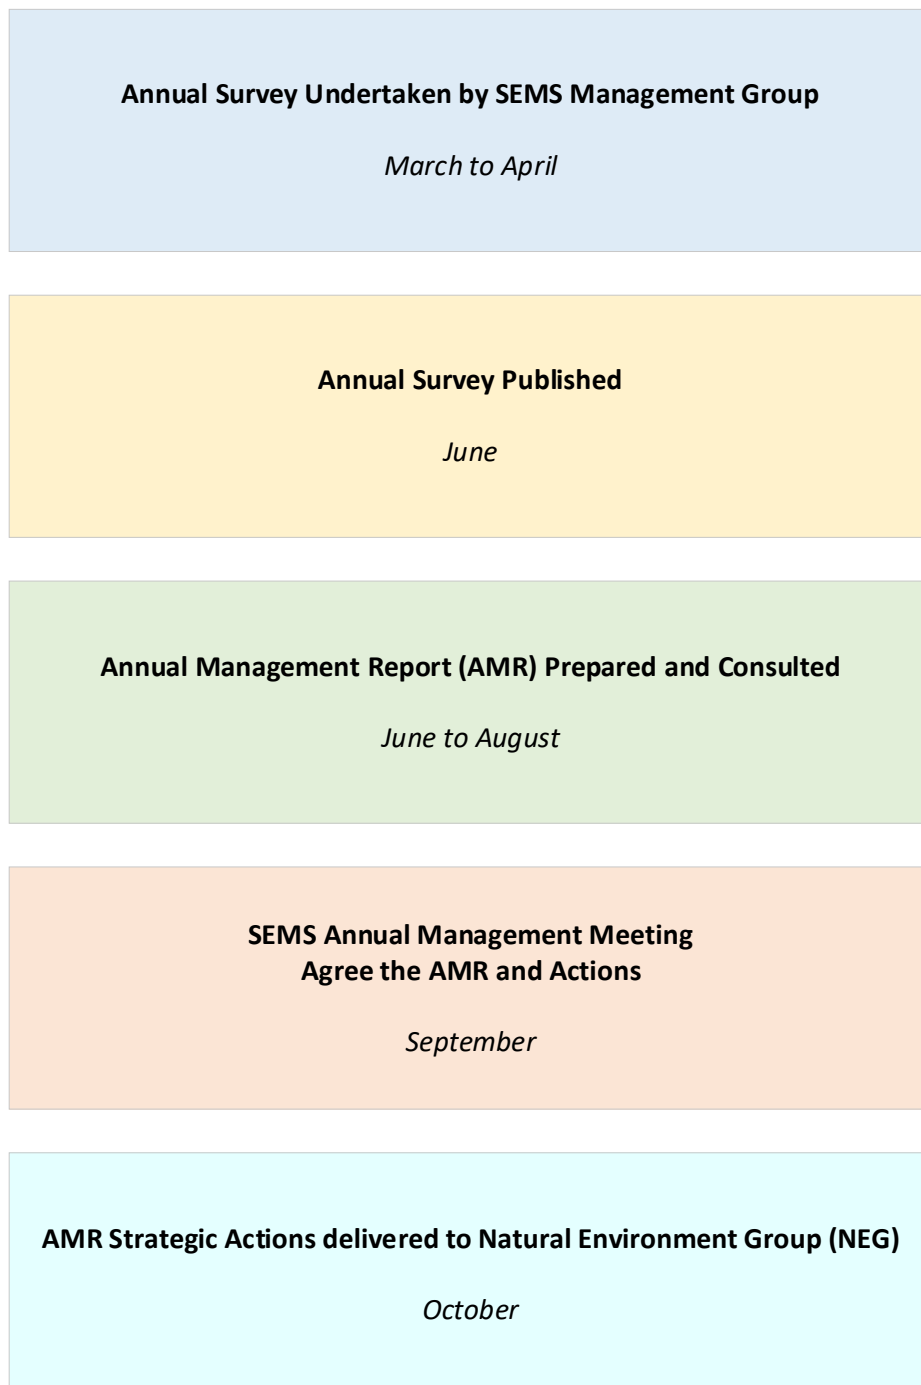 Annual Survey Undertaken by SEMS Management Group
March to April
Annual Survey Published
June
Annual Management Report (AMR) Prepared and Consulted
June to August
SEMS Annual Management Meeting
Agree the AMR and Actions
September
AMR Strategic Actions delivered to Natural Environment Group (NEG)
October